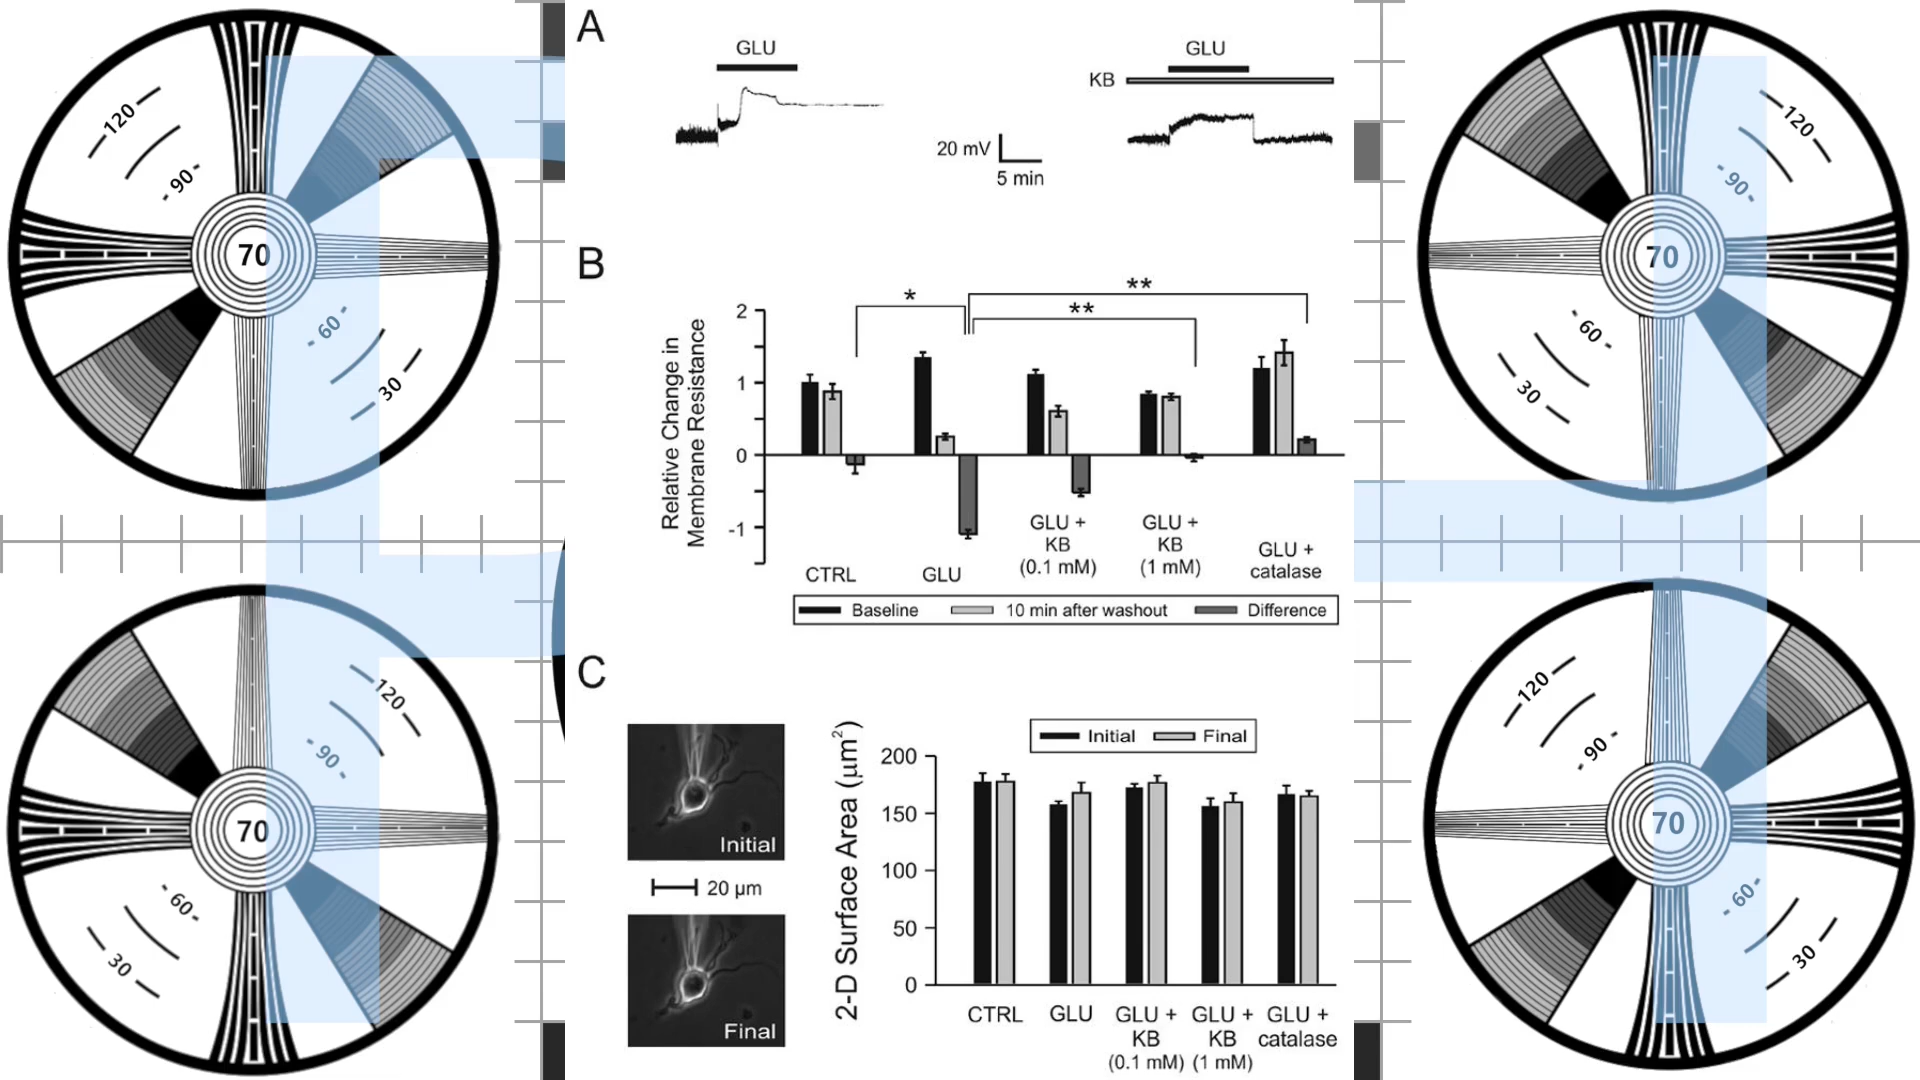 A
GLU
GLU
KB
20 mV
5 min
B
*
**
**
Relative Change in
Membrane Resistance
2
1
0
-1
CTRL
GLU
GLU +
KB
(0.1 mM)
GLU +
KB
(1 mM)
GLU +
catalase
Baseline
10 min after washout
Difference
C
Initial
20 μm
Final
2-D Surface Area (μm²)
Initial
Final
200
150
100
50
0
CTRL
GLU
GLU +
KB
(0.1 mM)
GLU +
KB
(1 mM)
GLU +
catalase
120
90
70
60
30
120
90
70
60
30
120
90
70
60
30
120
90
70
60
30